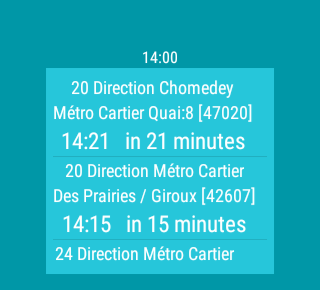 14:00
20 Direction Chomedey
Métro Cartier Quai:8 [47020]
14:21 in 21 minutes
20 Direction Métro Cartier
Des Prairies / Giroux [42607]
14:15 in 15 minutes
24 Direction Métro Cartier